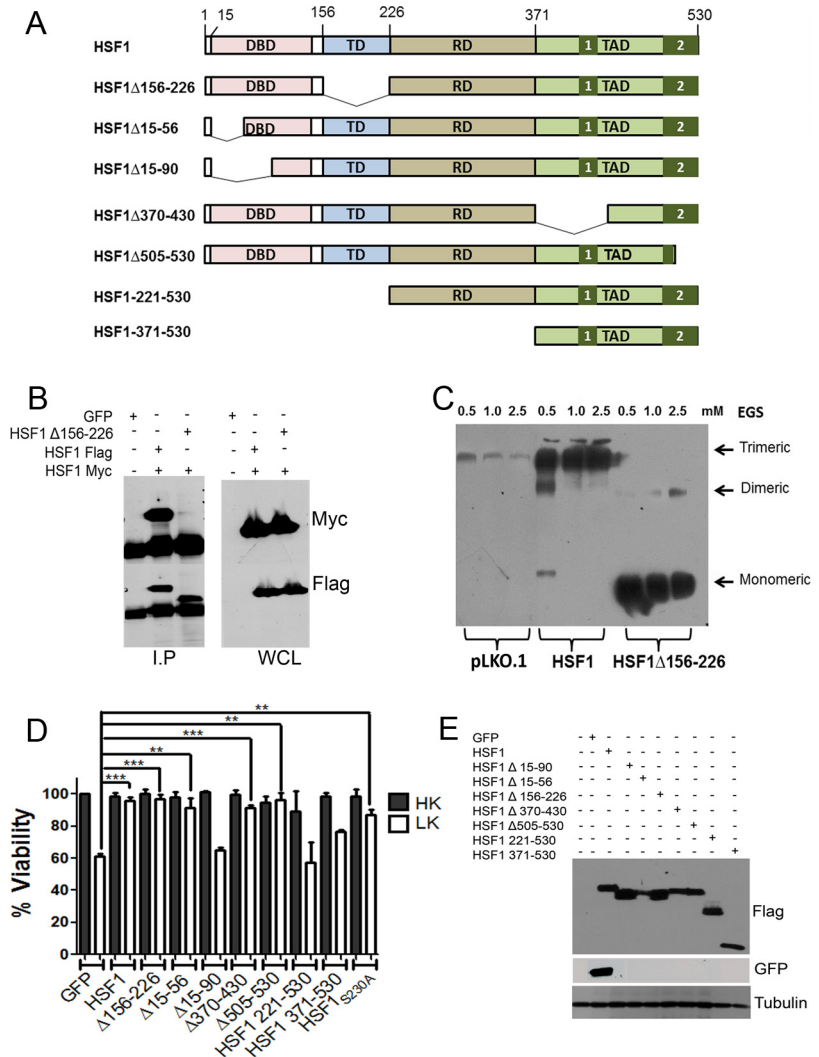 A
1 15 156 226 371 530
HSF1 DBD TD RD 1 TAD 2
HSF1Δ156-226 DBD RD 1 TAD 2
HSF1Δ15-56 DBD TD RD 1 TAD 2
HSF1Δ15-90 TD RD 1 TAD 2
HSF1Δ370-430 DBD TD RD 2
HSF1Δ505-530 DBD TD RD 1 TAD
HSF1-221-530 RD 1 TAD 2
HSF1-371-530 1 TAD 2
B
GFP + - - + - -
HSF1 Δ156-226 - - + - - +
HSF1 Flag - + - - + -
HSF1 Myc - + + - + +
Myc
Flag
I.P WCL
C
0.5 1.0 2.5 0.5 1.0 2.5 0.5 1.0 2.5 mM EGS
Trimeric
Dimeric
Monomeric
pLKO.1 HSF1 HSF1Δ156-226
D
**
**
***
**
***
***
HK
LK
% Viability
100
80
60
40
20
0
GFP
HSF1
Δ156-226
Δ15-56
Δ15-90
Δ370-430
Δ505-530
HSF1 221-530
HSF1 371-530
HSF1 S230A
E
GFP - + - - - - - - - -
HSF1 - - + - - - - - - -
HSF1 Δ 15-90 - - - + - - - - - -
HSF1 Δ 15-56 - - - - + - - - - -
HSF1 Δ 156-226 - - - - - + - - - -
HSF1 Δ 370-430 - - - - - - + - - -
HSF1 Δ505-530 - - - - - - - + - -
HSF1 221-530 - - - - - - - - + -
HSF1 371-530 - - - - - - - - - +
Flag
GFP
Tubulin